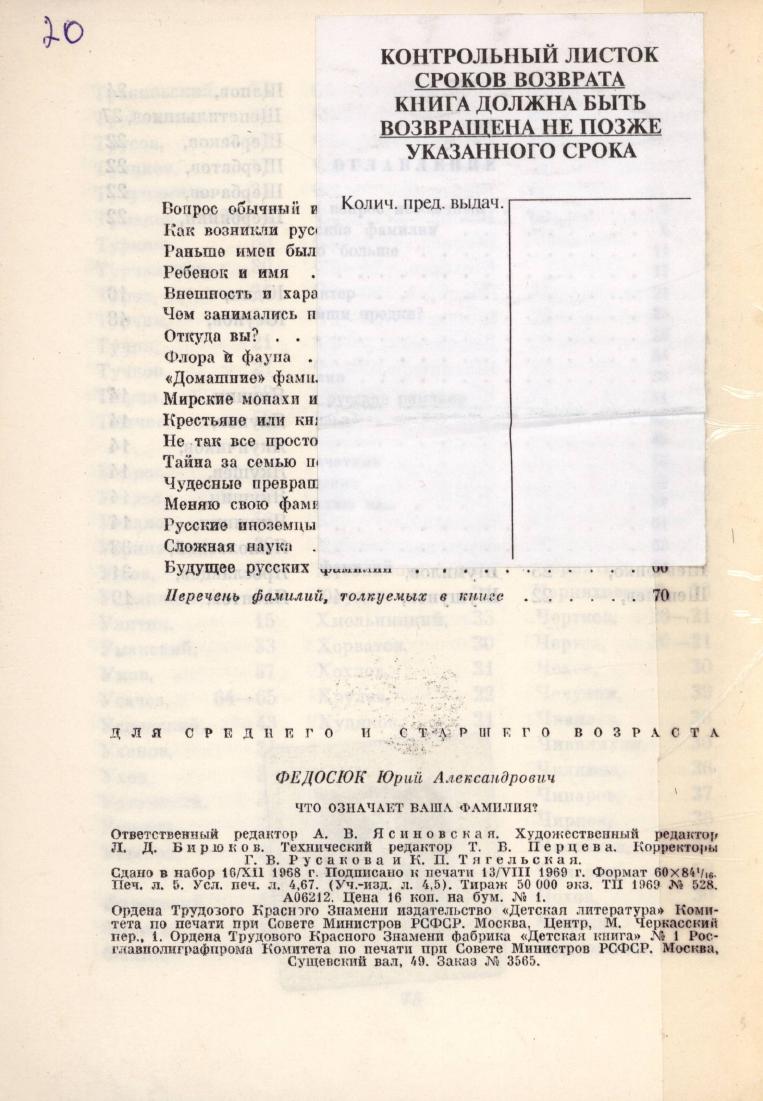 20
КОНТРОЛЬНЫЙ ЛИСТОК
СРОКОВ ВОЗВРАТА
КНИГА ДОЛЖНА БЫТЬ
ВОЗВРАЩЕНА НЕ ПОЗЖЕ
УКАЗАННОГО СРОКА
Колич. пред. выдач.
Вопрос обычный и
Как возникли рус
Раньше имен был
Ребенок и имя .
Внешность и хара
Чем занимались п
Откуда вы? . .
Флора и фауна .
«Домашние» фами
Мирские монахи и
Крестьяне или кн
Не так все просто
Тайна за семью п
Чудесные превращ
Меняю свою фам
Русские иноземцы
Сложная наука .
Будущее русских фамилий . . . . . . . . . . 66
Перечень фамилий, толкуемых в книге . . . . . . 70
ДЛЯ СРЕДНЕГО И СТАРШЕГО ВОЗРАСТА
ФЕДОСЮК Юрий Александрович
ЧТО ОЗНАЧАЕТ ВАША ФАМИЛИЯ?
Ответственный редактор А. В. Ясиновская. Художественный редактор
Л. Д. Бирюков. Технический редактор Т. В. Перцева. Корректоры
Г. В. Русакова и К. П. Тягельская.
Сдано в набор 16/XII 1968 г. Подписано к печати 13/VIII 1969 г. Формат 60×84¹/₁₆.
Печ. л. 5. Усл. печ. л. 4,67. (Уч.-изд. л. 4,5). Тираж 50 000 экз. ТП 1969 № 528.
А06212. Цена 16 коп. на бум. № 1.
Ордена Трудового Красного Знамени издательство «Детская литература» Коми-
тета по печати при Совете Министров РСФСР. Москва, Центр, М. Черкасский
пер., 1. Ордена Трудового Красного Знамени фабрика «Детская книга» № 1 Рос-
главполиграфпрома Комитета по печати при Совете Министров РСФСР. Москва,
Сущевский вал, 49. Заказ № 3565.